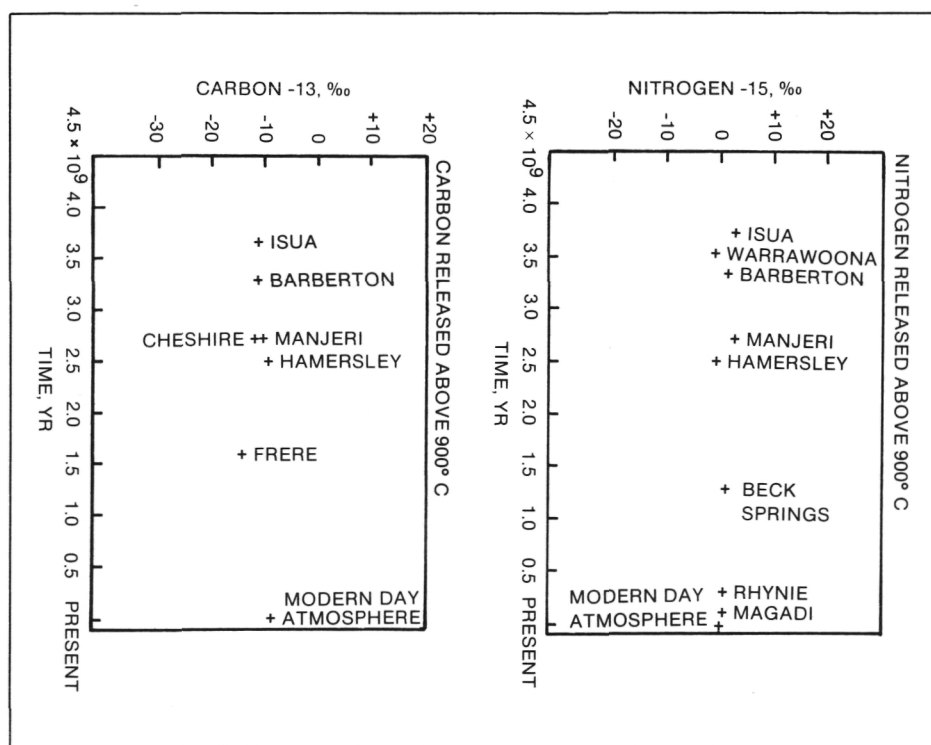 CARBON -13, ‰
-30
-20
-10
0
+10
+20
CARBON RELEASED ABOVE 900° C
4.5 × 10⁹
4.0
3.5
3.0
2.5
2.0
1.5
1.0
0.5
PRESENT
TIME, YR
+ ISUA
+ BARBERTON
CHESHIRE ++ MANJERI
+ HAMERSLEY
+ FRERE
MODERN DAY
+ ATMOSPHERE
NITROGEN -15, ‰
-20
-10
0
+10
+20
NITROGEN RELEASED ABOVE 900° C
4.5 ×
4.0
3.5
3.0
2.5
2.0
1.5
1.0
0.5
PRESENT
TIME, YR
+ ISUA
+ WARRAWOONA
+ BARBERTON
+ MANJERI
+ HAMERSLEY
+ BECK
SPRINGS
+ RHYNIE
+ MAGADI
MODERN DAY
ATMOSPHERE +